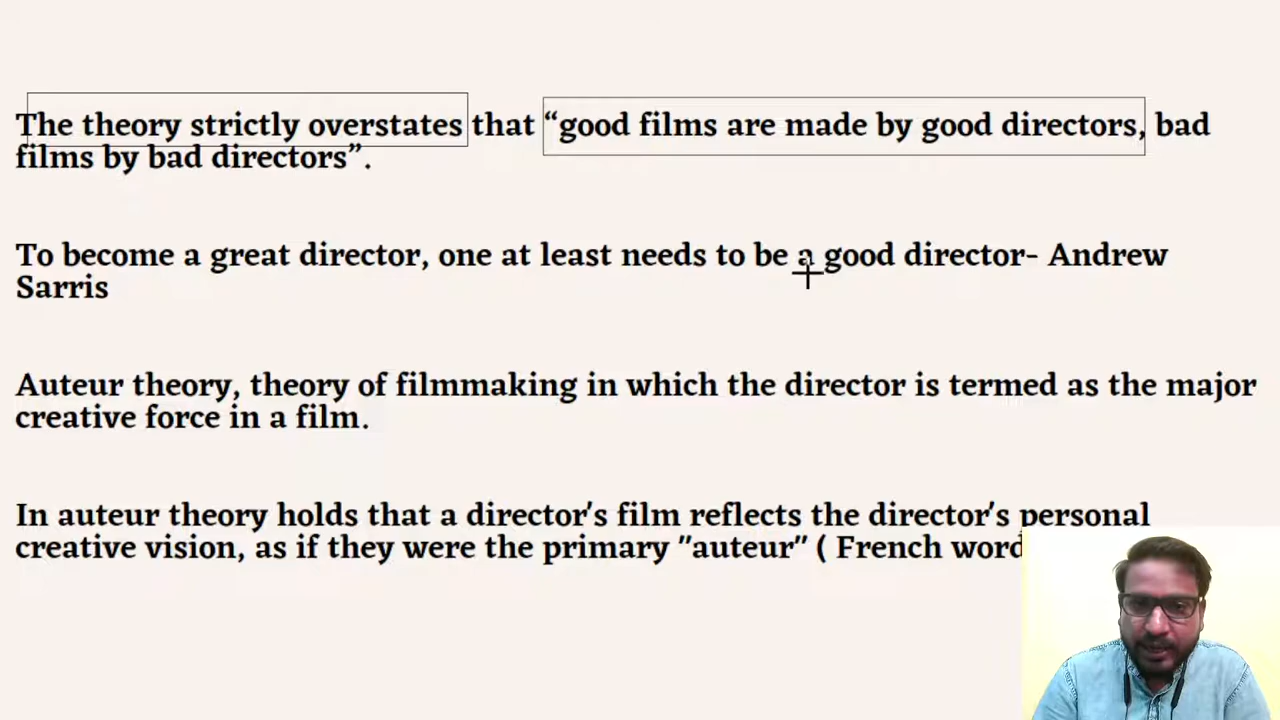 The theory strictly overstates that “good films are made by good directors, bad
films by bad directors”.
To become a great director, one at least needs to be a good director- Andrew
Sarris
Auteur theory, theory of filmmaking in which the director is termed as the major
creative force in a film.
In auteur theory holds that a director's film reflects the director's personal
creative vision, as if they were the primary "auteur" ( French word